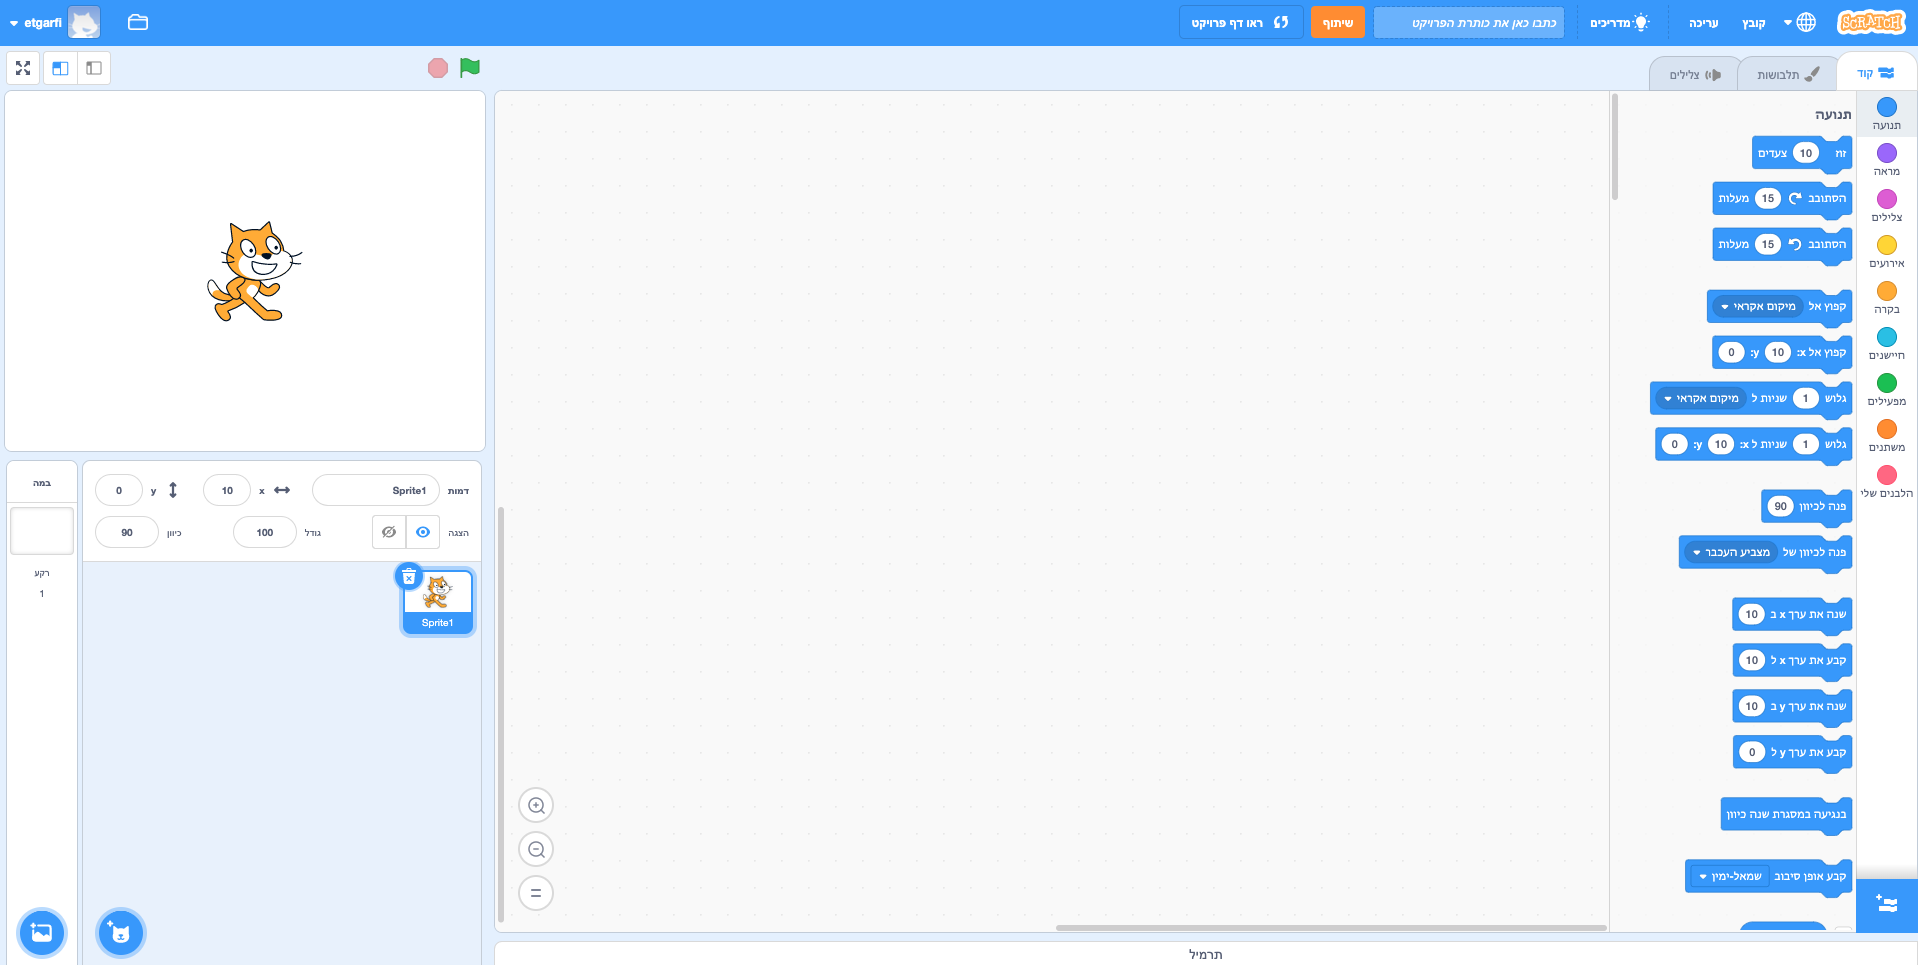 SCRATCH
קובץ
עריכה
מדריכים
כתבו כאן את כותרת הפרויקט
שיתוף
ראו דף פרויקט
etgarfi
קוד
תלבושות
צלילים
תנועה
מראה
צלילים
אירועים
בקרה
חיישנים
מפעילים
משתנים
הלבנים שלי
תנועה
זוז 10 צעדים
הסתובב 15 מעלות
הסתובב 15 מעלות
קפוץ אל מיקום אקראי
קפוץ אל x: 10 y: 0
גלוש 1 שניות ל מיקום אקראי
גלוש 1 שניות ל x: 10 y: 0
פנה לכיוון 90
פנה לכיוון של מצביע העכבר
שנה את ערך x ב 10
קבע את ערך x ל 10
שנה את ערך y ב 10
קבע את ערך y ל 0
בנגיעה במסגרת שנה כיוון
קבע אופן סיבוב שמאל-ימין
תרמיל
דמות Sprite1 x 10 y 0
הצגה גודל 100 כיוון 90
Sprite1
במה
רקע
1